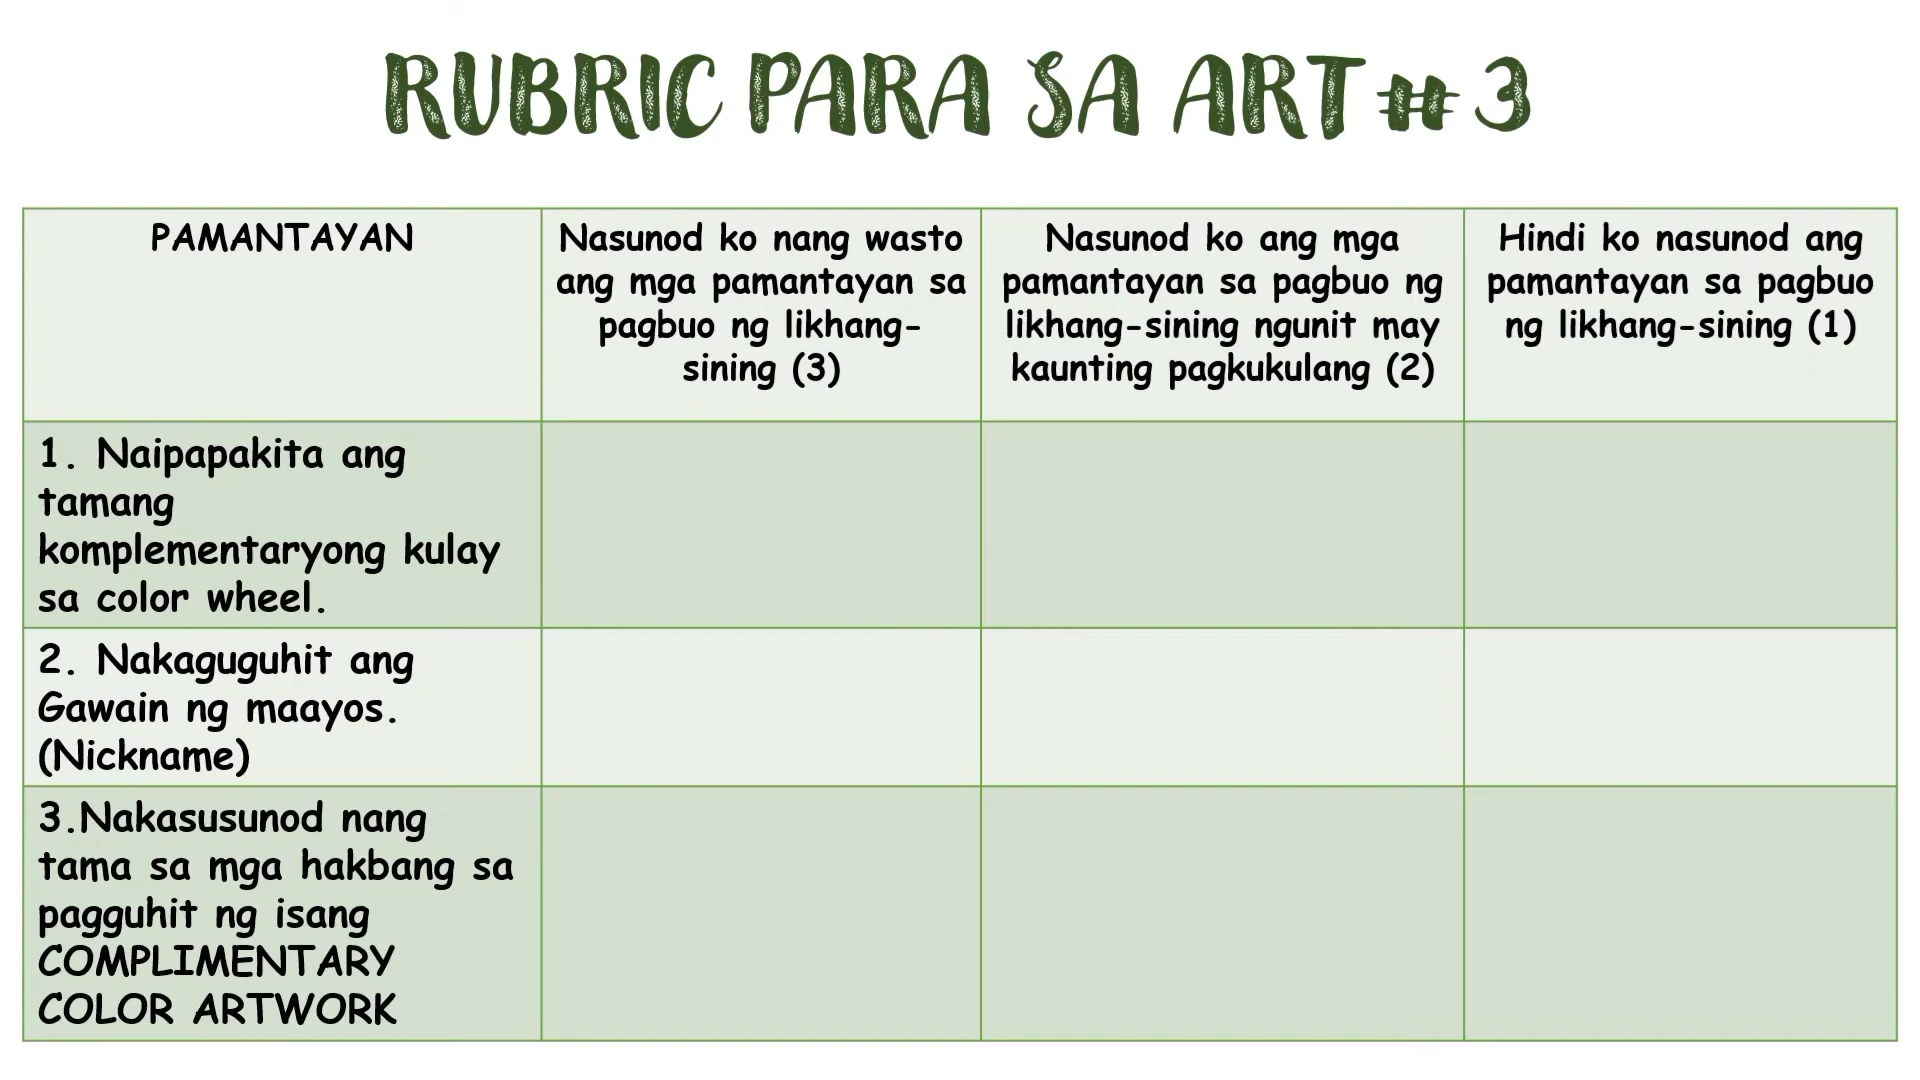 RUBRIC PARA SA ART # 3
PAMANTAYAN
Nasunod ko nang wasto
ang mga pamantayan sa
pagbuo ng likhang-
sining (3)
Nasunod ko ang mga
pamantayan sa pagbuo ng
likhang-sining ngunit may
kaunting pagkukulang (2)
Hindi ko nasunod ang
pamantayan sa pagbuo
ng likhang-sining (1)
1. Naipapakita ang
tamang
komplementaryong kulay
sa color wheel.
2. Nakaguguhit ang
Gawain ng maayos.
(Nickname)
3.Nakasusunod nang
tama sa mga hakbang sa
pagguhit ng isang
COMPLIMENTARY
COLOR ARTWORK